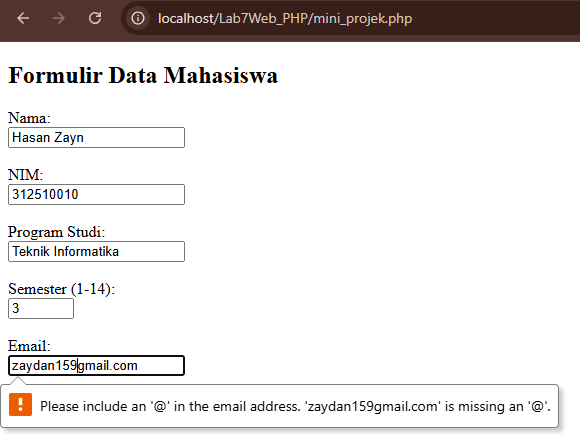 localhost/Lab7Web_PHP/mini_projek.php
Formulir Data Mahasiswa
Nama:
Hasan Zayn
NIM:
312510010
Program Studi:
Teknik Informatika
Semester (1-14):
3
Email:
zaydan159gmail.com
Please include an '@' in the email address. 'zaydan159gmail.com' is missing an '@'.